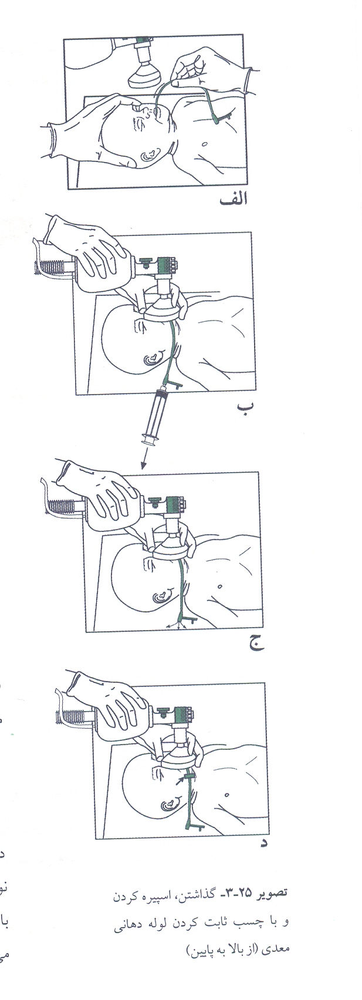 الف
ب
ج
د
تصویر ۲۵-۳- گذاشتن، اسپیره کردن
و با چسب ثابت کردن لوله دهانی
معدی (از بالا به پایین)